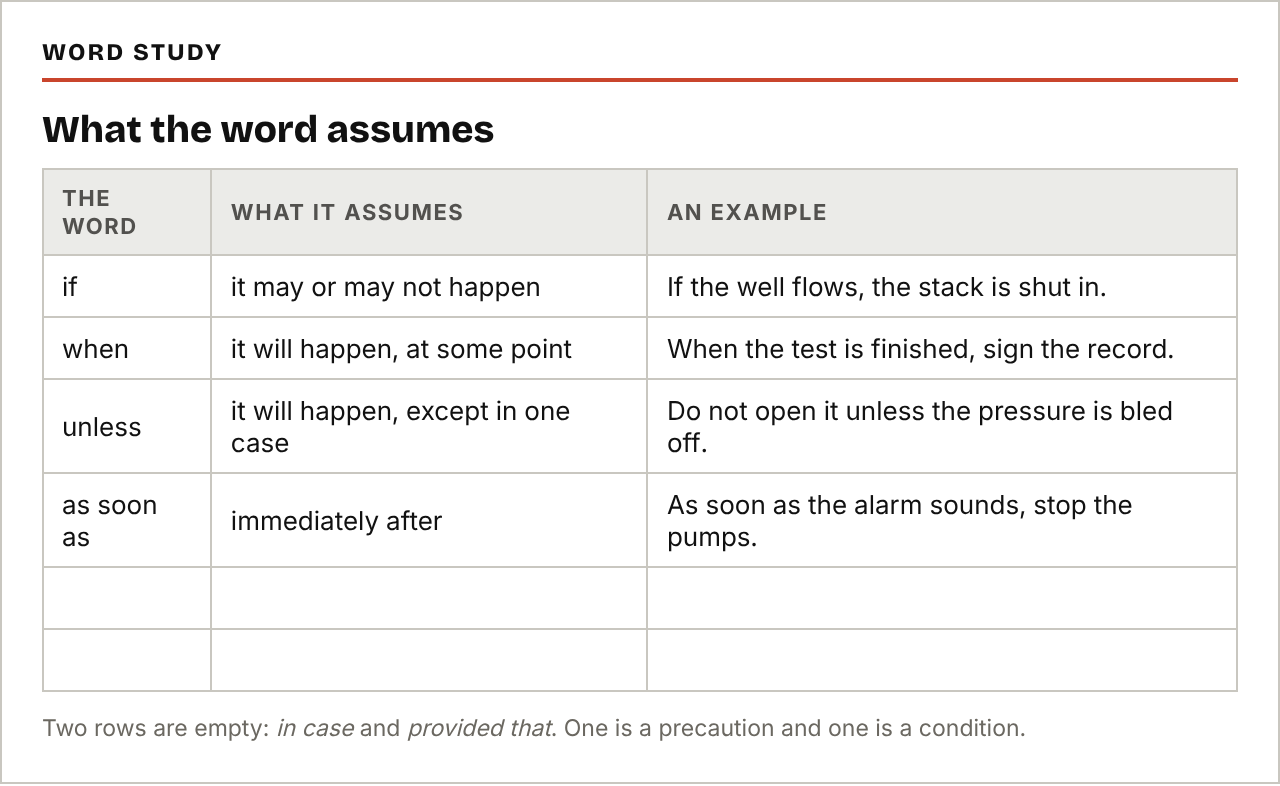 WORD STUDY
What the word assumes
THE
WORD
WHAT IT ASSUMES
AN EXAMPLE
if
it may or may not happen
If the well flows, the stack is shut in.
when
it will happen, at some point
When the test is finished, sign the record.
unless
it will happen, except in one
case
Do not open it unless the pressure is bled
off.
as soon
as
immediately after
As soon as the alarm sounds, stop the
pumps.
Two rows are empty: in case and provided that. One is a precaution and one is a condition.